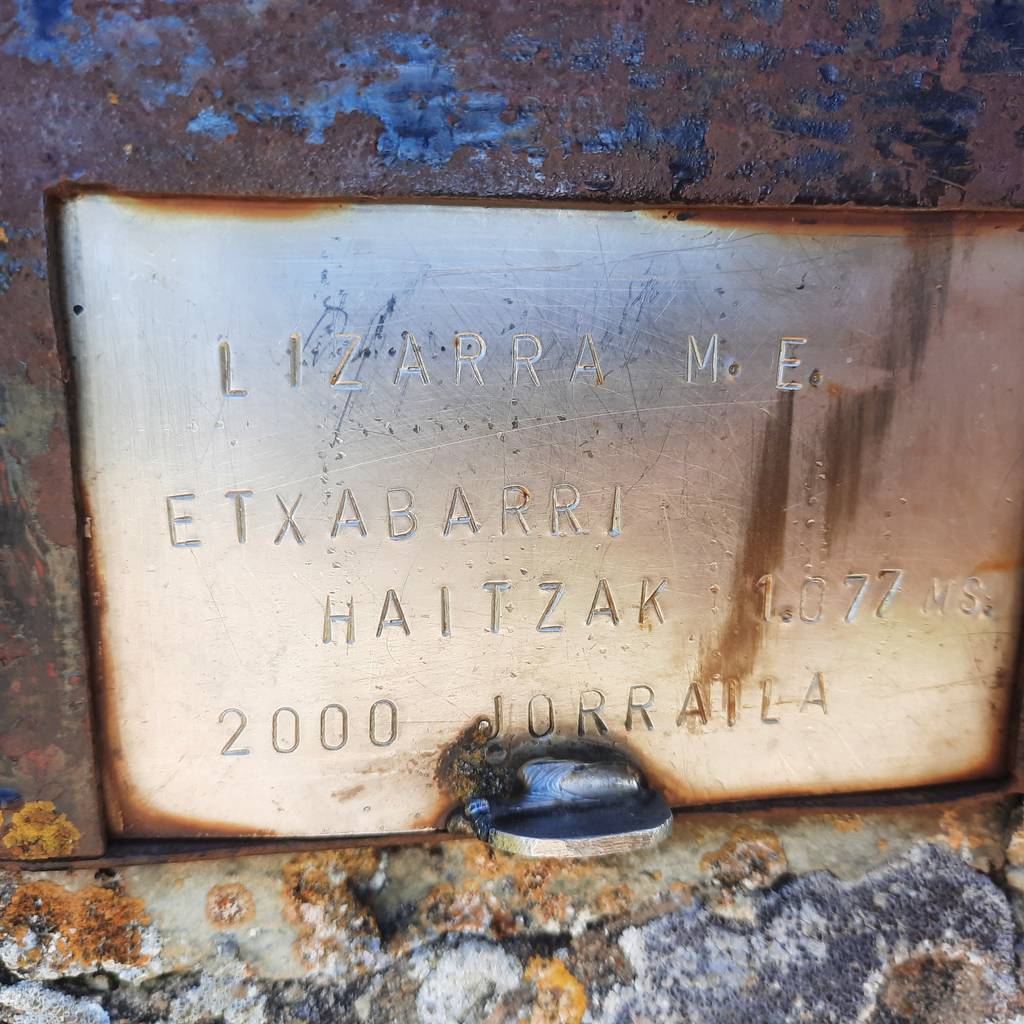 LIZARRA M. E.
ETXABARRI
HAITZAK 1.077 MS.
2000 JORRAILA